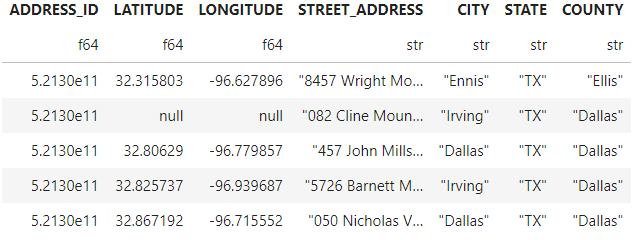 ADDRESS_ID LATITUDE LONGITUDE STREET_ADDRESS CITY STATE COUNTY
f64 f64 f64 str str str str
5.2130e11 32.315803 -96.627896 "8457 Wright Mo... "Ennis" "TX" "Ellis"
5.2130e11 null null "082 Cline Moun... "Irving" "TX" "Dallas"
5.2130e11 32.80629 -96.779857 "457 John Mills... "Dallas" "TX" "Dallas"
5.2130e11 32.825737 -96.939687 "5726 Barnett M... "Irving" "TX" "Dallas"
5.2130e11 32.867192 -96.715552 "050 Nicholas V... "Dallas" "TX" "Dallas"